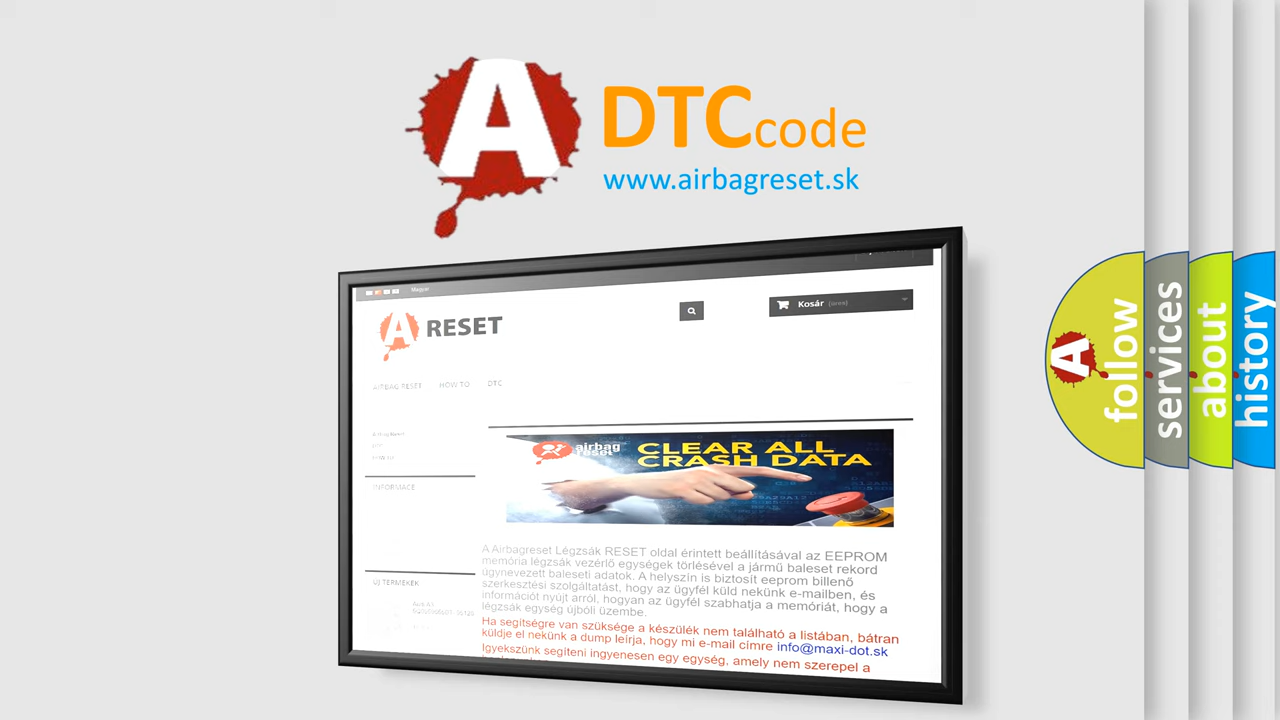 A
DTC code
www.airbagreset.sk
Magyar
Kosár (üres)
A RESET
AIRBAG RESET HOW TO DTC
INFORMACE
airbag reset
CLEAR ALL
CRASH DATA
ÚJ TERMÉKEK
A Airbagreset Légzsák RESET oldal érintett beállításával az EEPROM
memória légzsák vezérlő egységek törlésével a jármű baleset rekord
úgynevezett baleseti adatok. A helyszín is biztosít eeprom billenő
szerkesztési szolgáltatást, hogy az ügyfél küld nekünk e-mailben, és
információt nyújt arról, hogyan az ügyfél szabhatja a memóriát, hogy a
légzsák egység újbóli üzembe.
Ha segítségre van szüksége a készülék nem található a listában, bátran
küldje el nekünk a dump leírja, hogy mi e-mail címre info@maxi-dot.sk
Igyekszünk segíteni ingyenesen egy egység, amely nem szerepel a
A
follow
services
about
history